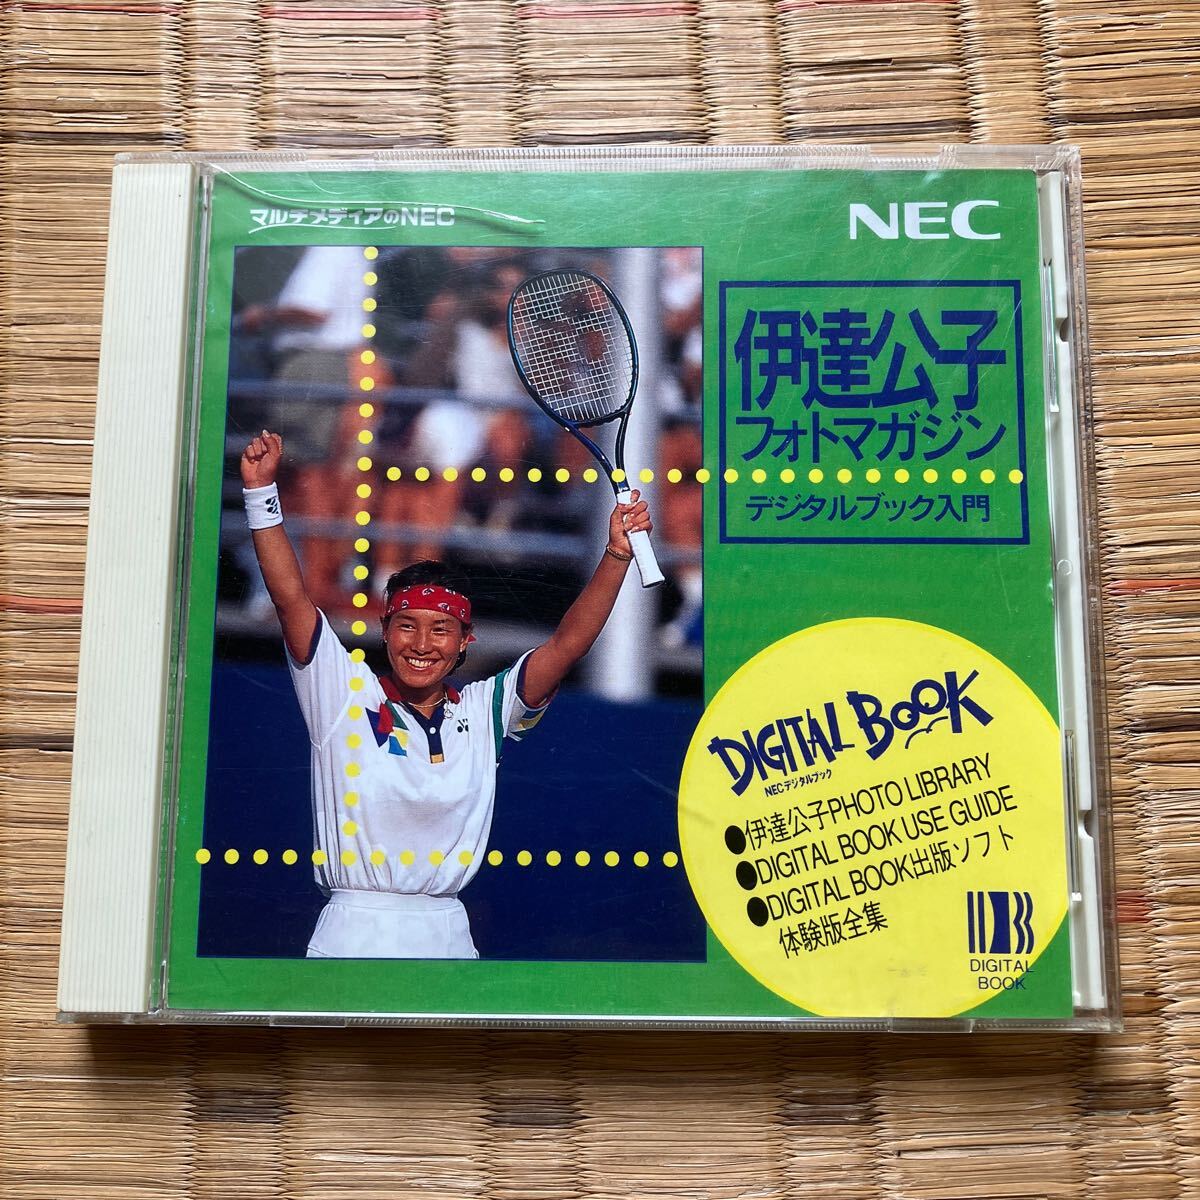 マルチメディアのNEC
NEC
伊達公子
フォトマガジン
デジタルブック入門
DIGITAL BOOK
NECデジタルブック
●伊達公子PHOTO LIBRARY
●DIGITAL BOOK USE GUIDE
●DIGITAL BOOK出版ソフト
体験版全集
DIGITAL
BOOK